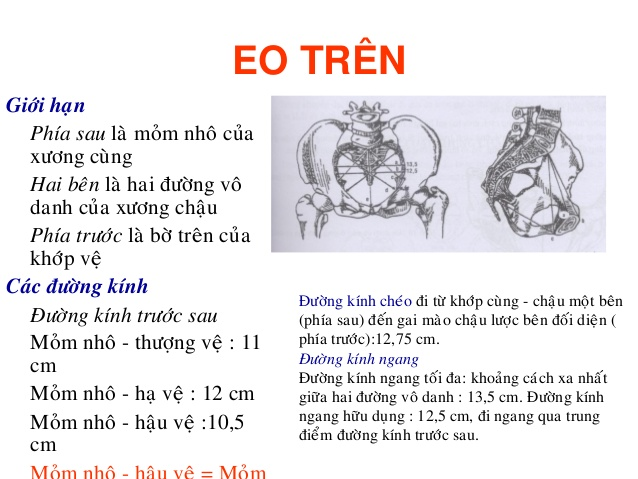 EO TRÊN
Giới hạn
Phía sau là mỏm nhô của
xương cùng
Hai bên là hai đường vô
danh của xương chậu
Phía trước là bờ trên của
khớp vệ
Các đường kính
Đường kính trước sau
Mỏm nhô - thượng vệ : 11
cm
Mỏm nhô - hạ vệ : 12 cm
Mỏm nhô - hậu vệ :10,5
cm
Mỏm nhô - hậu vệ = Mỏm
13,5
12,5
Đường kính chéo đi từ khớp cùng - chậu một bên
(phía sau) đến gai mào chậu lược bên đối diện (
phía trước):12,75 cm.
Đường kính ngang
Đường kính ngang tối đa: khoảng cách xa nhất
giữa hai đường vô danh : 13,5 cm. Đường kính
ngang hữu dụng : 12,5 cm, đi ngang qua trung
điểm đường kính trước sau.